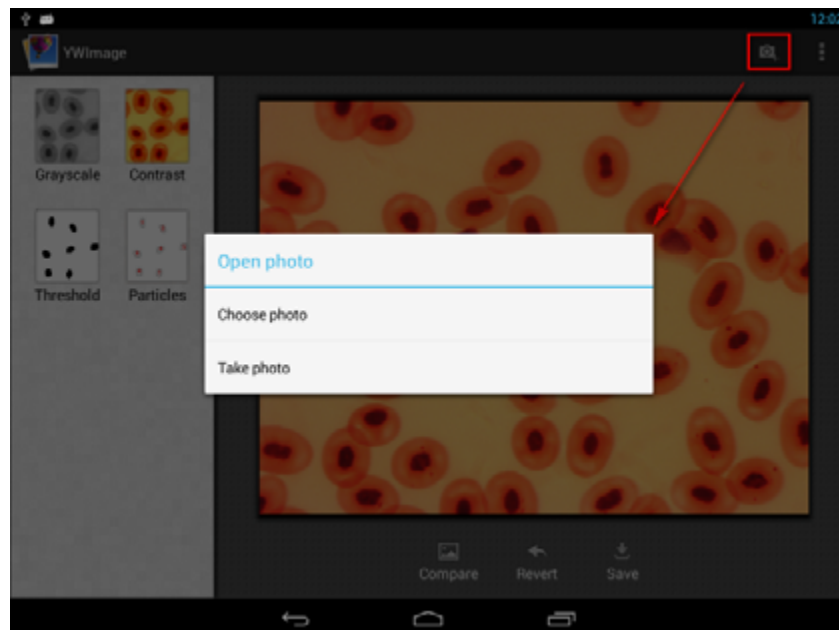 12:02
YWImage
Grayscale
Contrast
Threshold
Particles
Open photo
Choose photo
Take photo
Compare
Revert
Save